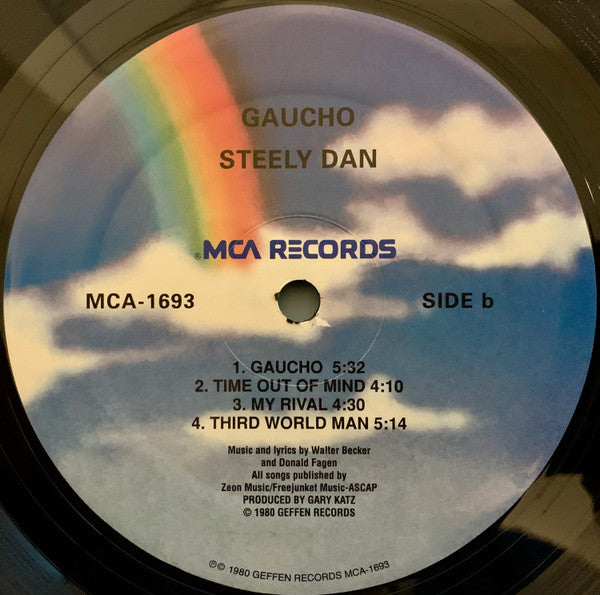 GAUCHO
STEELY DAN
®MCA RECORDS
MCA-1693
SIDE b
1. GAUCHO 5:32
2. TIME OUT OF MIND 4:10
3. MY RIVAL 4:30
4. THIRD WORLD MAN 5:14
Music and lyrics by Walter Becker
and Donald Fagen
All songs published by
Zeon Music/Freejunket Music-ASCAP
PRODUCED BY GARY KATZ
© 1980 GEFFEN RECORDS
℗© 1980 GEFFEN RECORDS MCA-1693